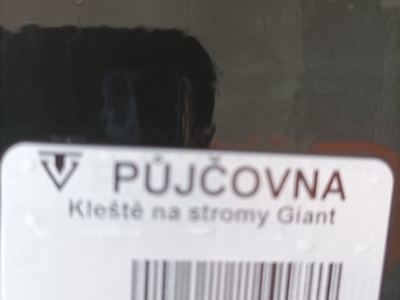 PŮJČOVNA
Kleště na stromy Giant